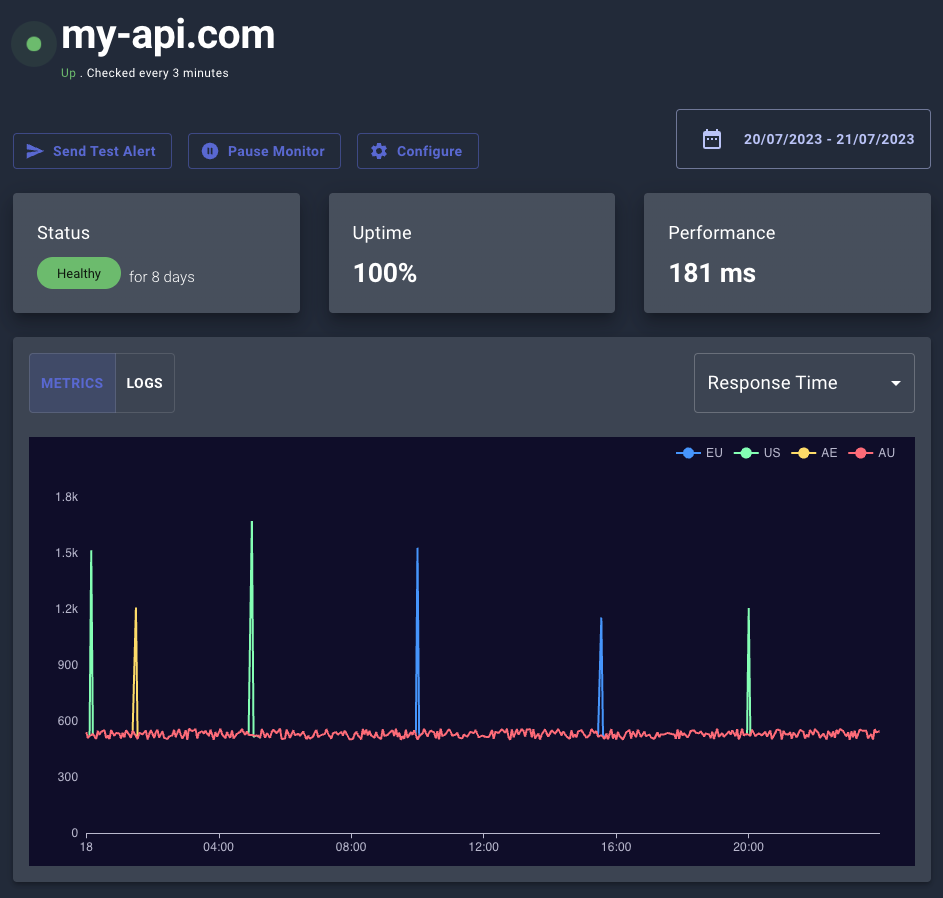 my-api.com
Up . Checked every 3 minutes
Send Test Alert
Pause Monitor
Configure
20/07/2023 - 21/07/2023
Status
Healthy for 8 days
Uptime
100%
Performance
181 ms
METRICS
LOGS
Response Time
EU US AE AU
1.8k
1.5k
1.2k
900
600
300
0
18 04:00 08:00 12:00 16:00 20:00